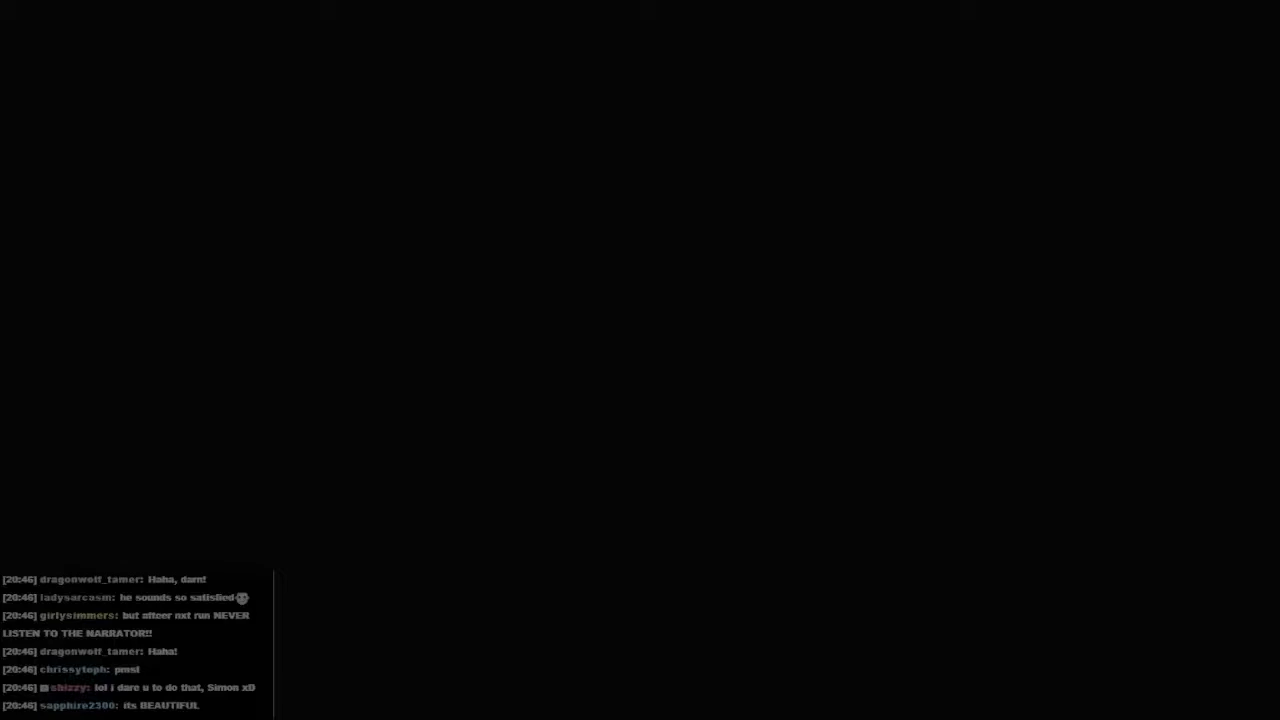 [20:46] dragonwolf_tamer: Haha, darn!
[20:46] ladysarcasm: he sounds so satisfied
[20:46] girlysimmers: but afteer nxt run NEVER
LISTEN TO THE NARRATOR!!
[20:46] dragonwolf_tamer: Haha!
[20:46] chrissytoph: pmsl
[20:46] shizzy: lol i dare u to do that, Simon xD
[20:46] sapphire2300: its BEAUTIFUL